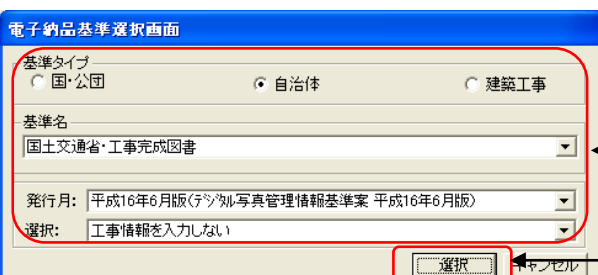 電子納品基準選択画面
基準タイプ
国・公団 自治体 建築工事
基準名
国土交通省・工事完成図書
発行月: 平成16年6月版(デジタル写真管理情報基準案 平成16年6月版)
選択: 工事情報を入力しない
選択 キャンセル